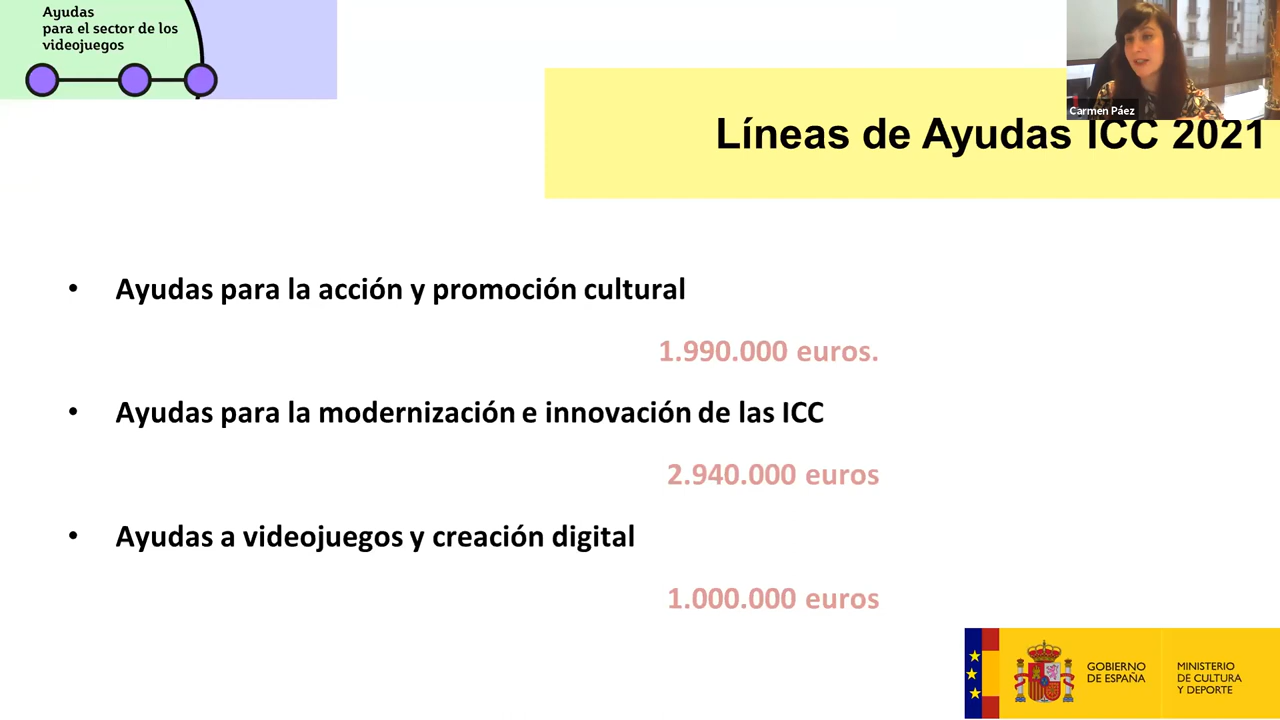 Ayudas
para el sector de los
videojuegos
Carmen Páez
Líneas de Ayudas ICC 2021
• Ayudas para la acción y promoción cultural
1.990.000 euros.
• Ayudas para la modernización e innovación de las ICC
2.940.000 euros
• Ayudas a videojuegos y creación digital
1.000.000 euros
GOBIERNO
DE ESPAÑA
MINISTERIO
DE CULTURA
Y DEPORTE